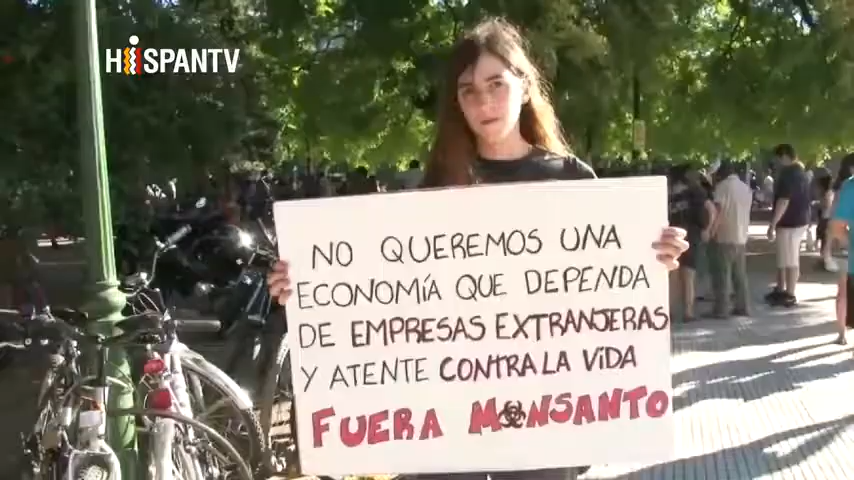 HISPANTV
NO QUEREMOS UNA
ECONOMÍA QUE DEPENDA
DE EMPRESAS EXTRANJERAS
Y ATENTE CONTRA LA VIDA
FUERA MONSANTO